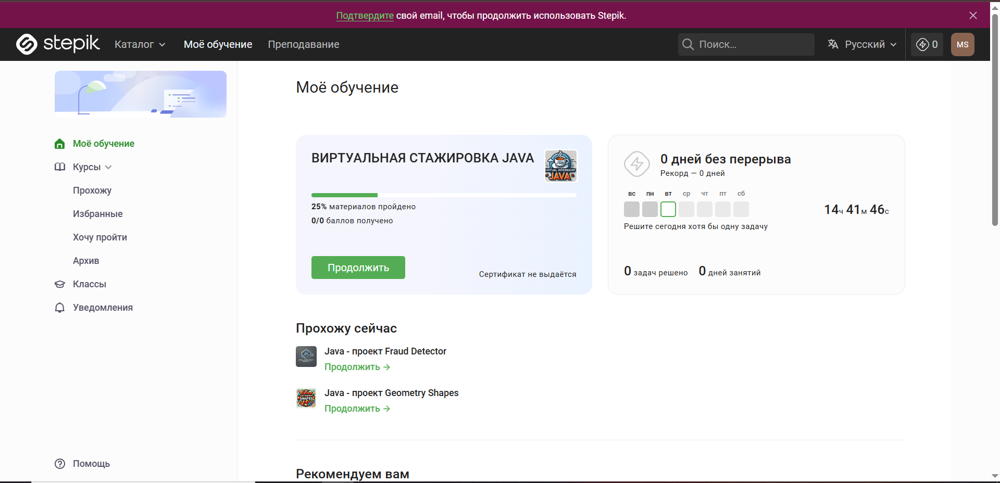 Подтвердите свой email, чтобы продолжить использовать Stepik.
stepik
Каталог
Моё обучение
Преподавание
Поиск...
Русский
0
MS
Моё обучение
Курсы
Прохожу
Избранные
Хочу пройти
Архив
Классы
Уведомления
Помощь
Моё обучение
ВИРТУАЛЬНАЯ СТАЖИРОВКА JAVA
VIRTUAL INTERNSHIP
JAVA
25% материалов пройдено
0/0 баллов получено
Продолжить
Сертификат не выдаётся
0 дней без перерыва
Рекорд — 0 дней
вс пн вт ср чт пт сб
14ч 41м 46с
Решите сегодня хотя бы одну задачу
0 задач решено 0 дней занятий
Прохожу сейчас
Java - проект Fraud Detector
Продолжить →
GEOMETRY
SHAPES
Java - проект Geometry Shapes
Продолжить →
Рекомендуем вам